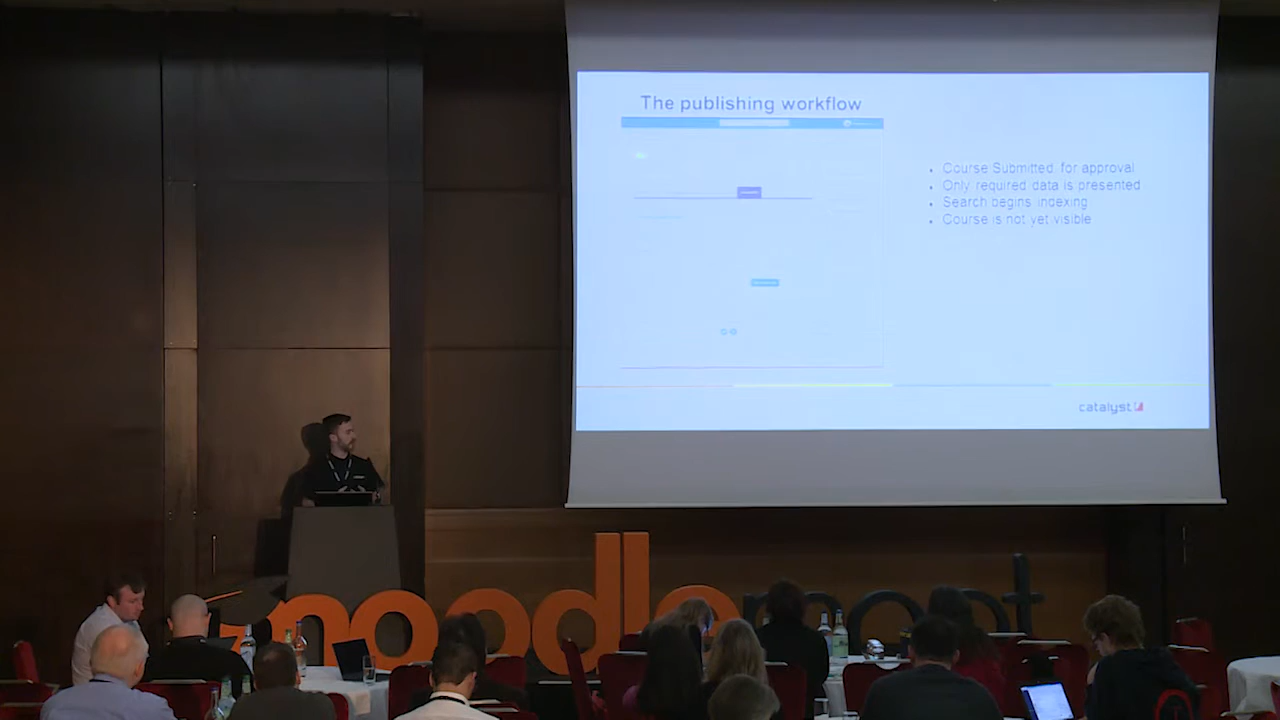 The publishing workflow
Course Submitted for approval
Only required data is presented
Search begins indexing
Course is not yet visible
catalyst
moodle moot